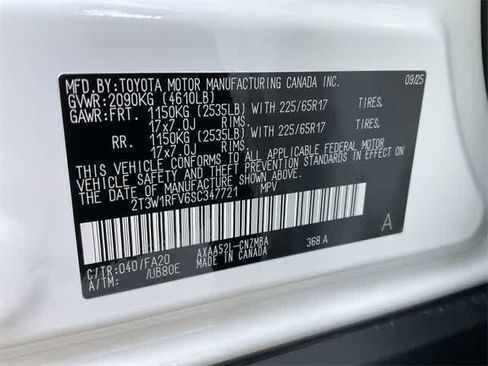 MFD.BY:TOYOTA MOTOR MANUFACTURING CANADA INC. 09/25
GVWR:2090KG (4610LB)
GAWR:FRT. 1150KG (2535LB) WITH 225/65R17 TIRES,
17x7.0J RIMS.
RR. 1150KG (2535LB) WITH 225/65R17 TIRES,
17x7.0J RIMS.
THIS VEHICLE CONFORMS TO ALL APPLICABLE FEDERAL MOTOR
VEHICLE SAFETY STANDARDS IN EFFECT ON THE DATE OF
MANUFACTURE SHOWN ABOVE.
2T3W1RFV6SC347721 MPV
A
C/TR:040/FA20 AXAA52L-CNZMBA 368 A
A/TM: /UB80E MADE IN CANADA